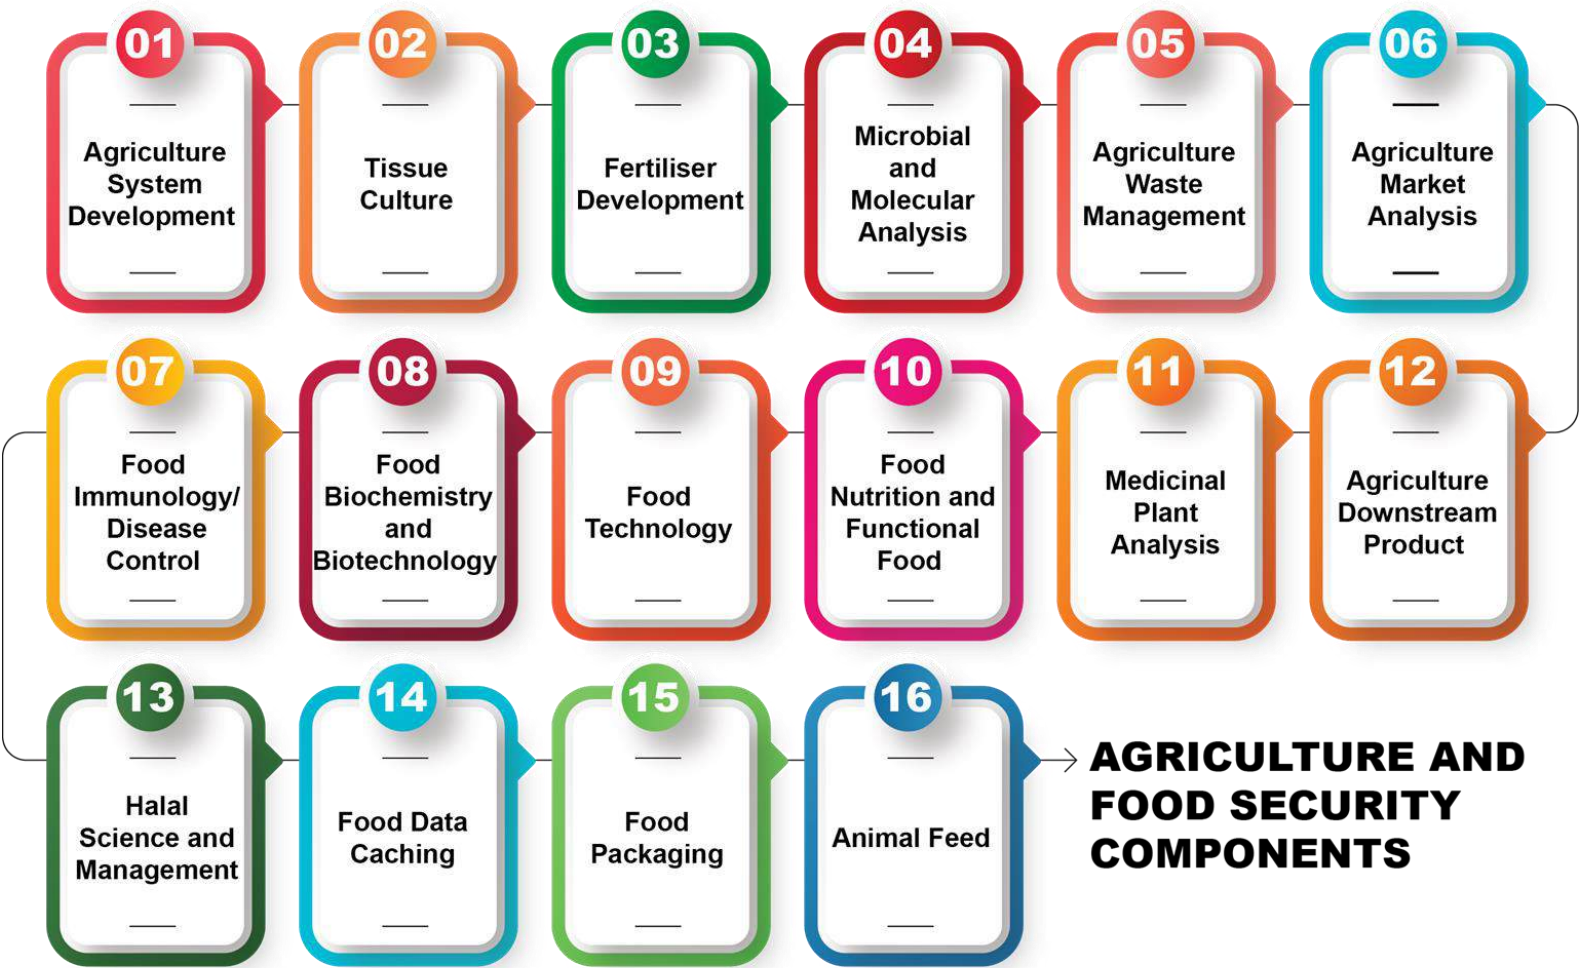 01
Agriculture
System
Development
02
Tissue
Culture
03
Fertiliser
Development
04
Microbial
and
Molecular
Analysis
05
Agriculture
Waste
Management
06
Agriculture
Market
Analysis
07
Food
Immunology/
Disease
Control
08
Food
Biochemistry
and
Biotechnology
09
Food
Technology
10
Food
Nutrition and
Functional
Food
11
Medicinal
Plant
Analysis
12
Agriculture
Downstream
Product
13
Halal
Science and
Management
14
Food Data
Caching
15
Food
Packaging
16
Animal Feed
AGRICULTURE AND
FOOD SECURITY
COMPONENTS